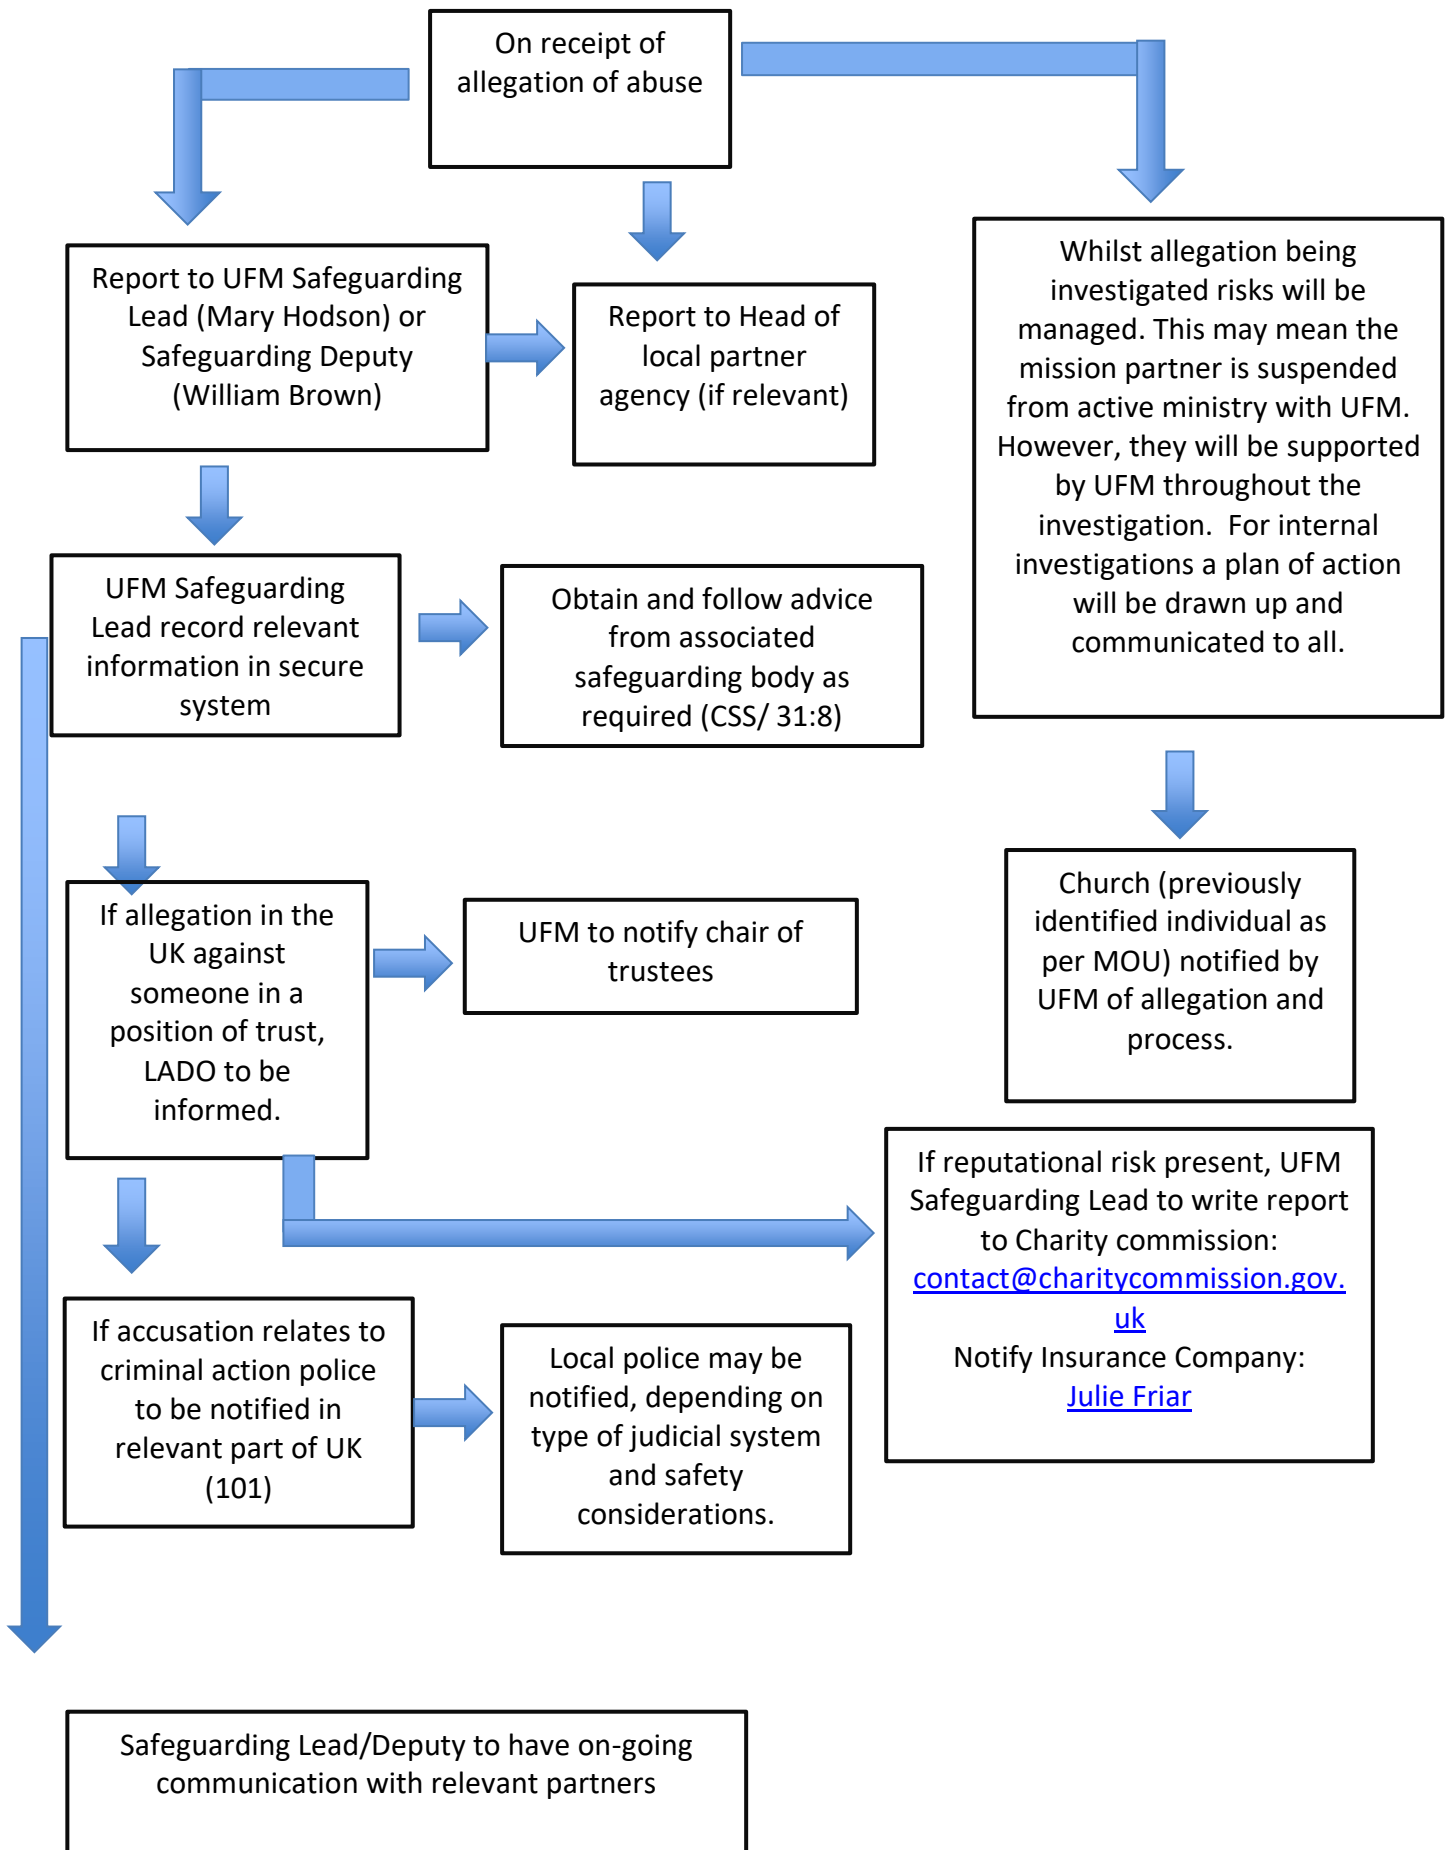 On receipt of
allegation of abuse
Report to UFM Safeguarding
Lead (Mary Hodson) or
Safeguarding Deputy
(William Brown)
Report to Head of
local partner
agency (if relevant)
Whilst allegation being
investigated risks will be
managed. This may mean the
mission partner is suspended
from active ministry with UFM.
However, they will be supported
by UFM throughout the
investigation.  For internal
investigations a plan of action
will be drawn up and
communicated to all.
UFM Safeguarding
Lead record relevant
information in secure
system
Obtain and follow advice
from associated
safeguarding body as
required (CSS/ 31:8)
If allegation in the
UK against
someone in a
position of trust,
LADO to be
informed.
UFM to notify chair of
trustees
Church (previously
identified individual as
per MOU) notified by
UFM of allegation and
process.
If reputational risk present, UFM
Safeguarding Lead to write report
to Charity commission:
contact@charitycommission.gov.
uk
Notify Insurance Company:
Julie Friar
If accusation relates to
criminal action police
to be notified in
relevant part of UK
(101)
Local police may be
notified, depending on
type of judicial system
and safety
considerations.
Safeguarding Lead/Deputy to have on-going
communication with relevant partners